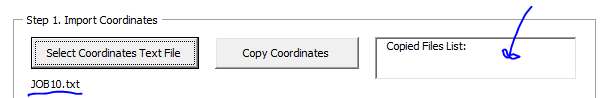 Step 1. Import Coordinates
Select Coordinates Text File
Copy Coordinates
Copied Files List:
JOB10.txt